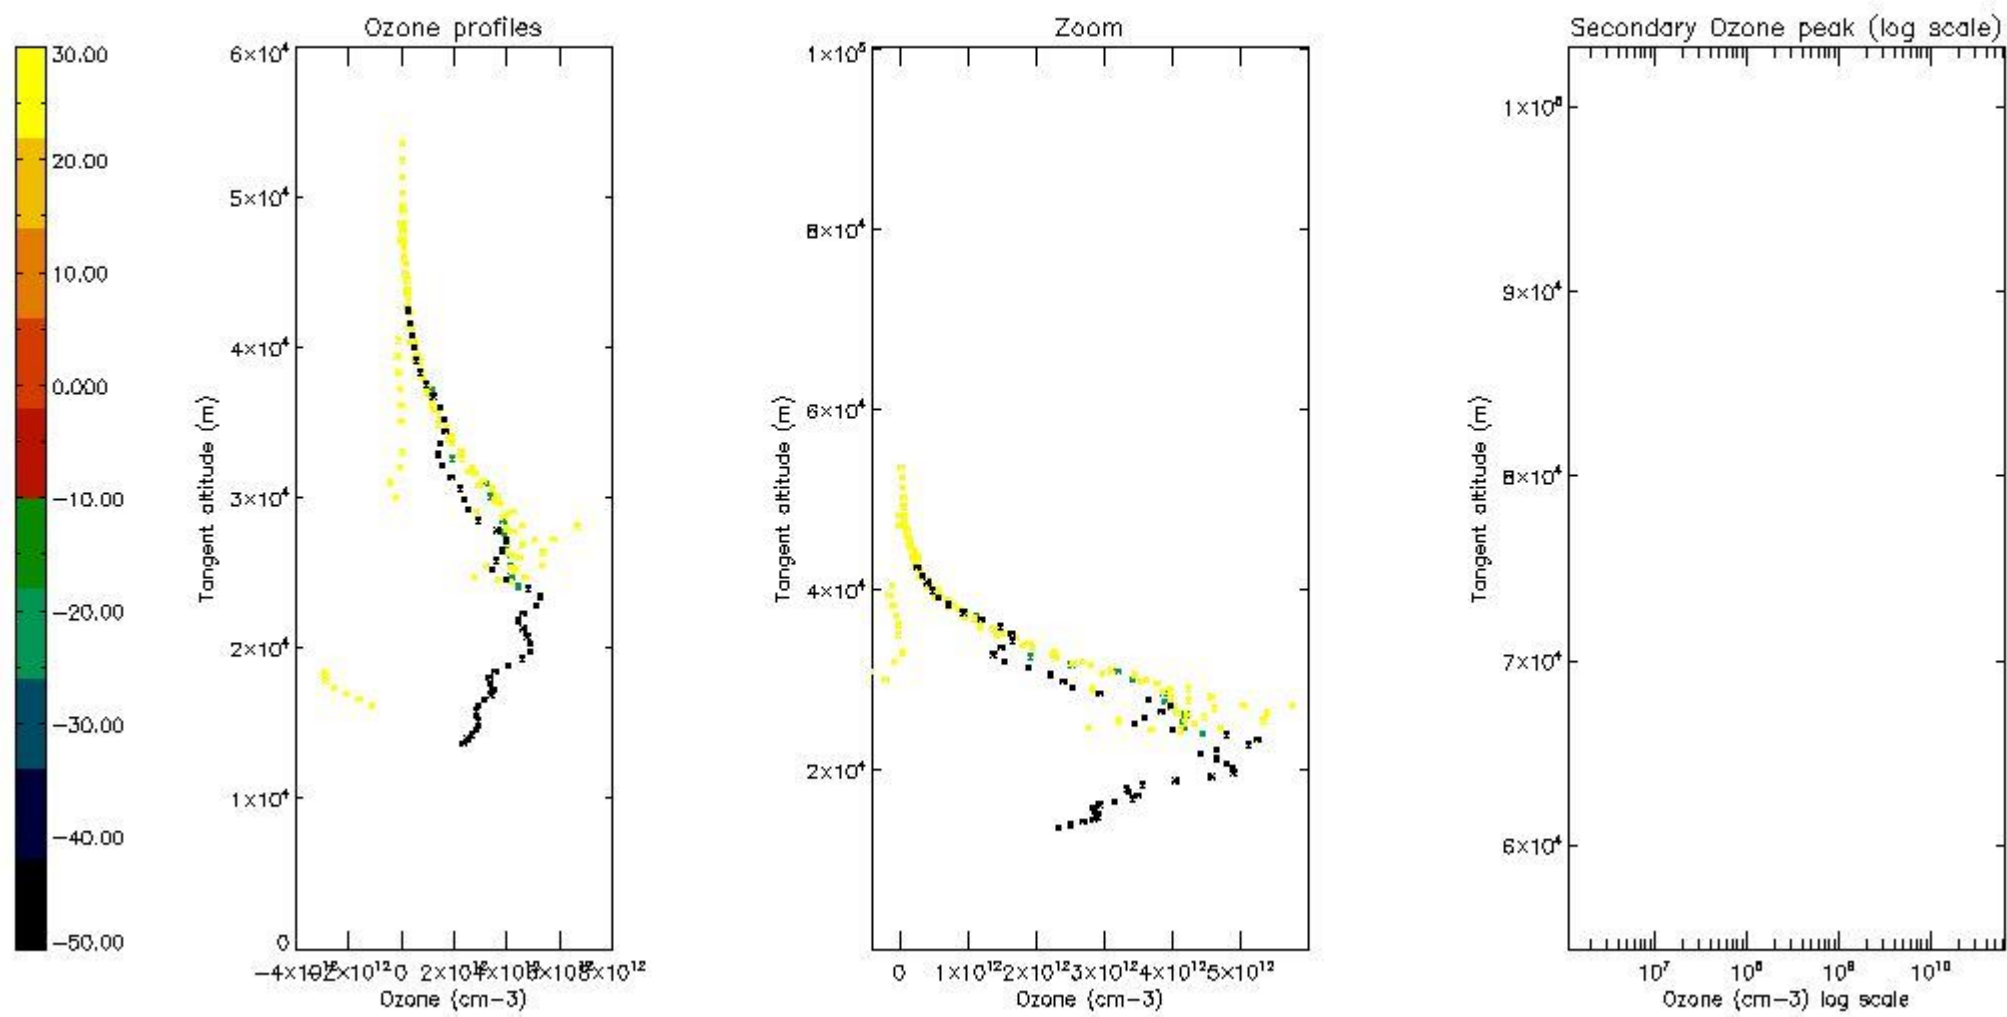 Ozone profiles
Zoom
Secondary Ozone peak (log scale)
30.00
20.00
10.00
0.000
−10.00
−20.00
−30.00
−40.00
−50.00
6×10⁴
5×10⁴
4×10⁴
3×10⁴
2×10⁴
1×10⁴
0
Tangent altitude (m)
0
Ozone (cm−3)
1×10⁵
8×10⁴
6×10⁴
4×10⁴
2×10⁴
Tangent altitude (m)
0 1×10¹² 2×10¹² 3×10¹² 4×10¹² 5×10¹²
Ozone (cm−3)
9×10⁴
8×10⁴
7×10⁴
6×10⁴
Tangent altitude (m)
10⁷ 10⁸ 10⁹ 10¹⁰
Ozone (cm−3) log scale